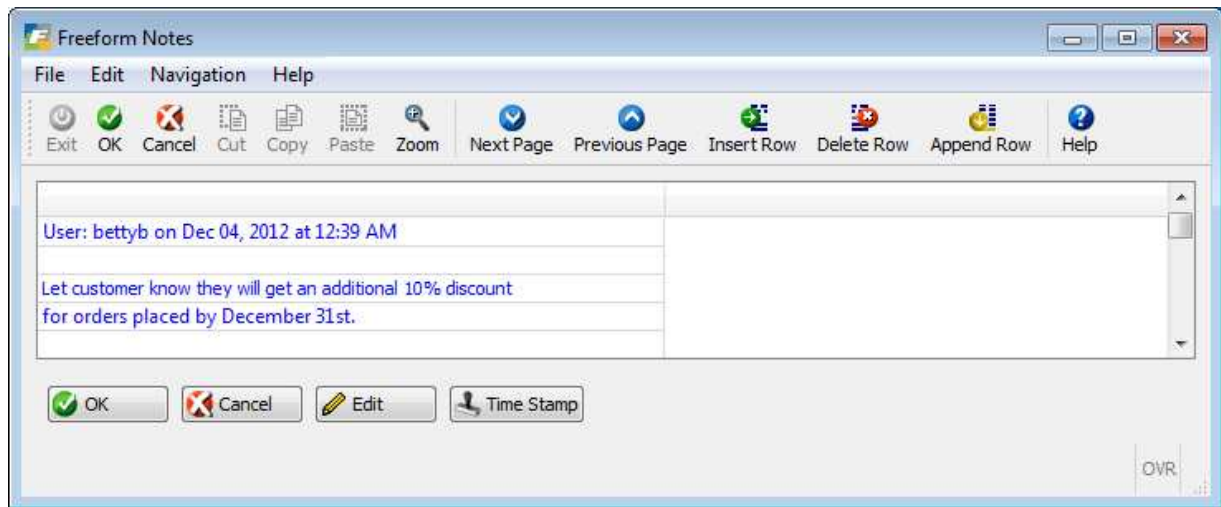 Freeform Notes
File Edit Navigation Help
Exit OK Cancel Cut Copy Paste Zoom Next Page Previous Page Insert Row Delete Row Append Row Help
User: bettyb on Dec 04, 2012 at 12:39 AM
Let customer know they will get an additional 10% discount
for orders placed by December 31st.
OK Cancel Edit Time Stamp
OVR